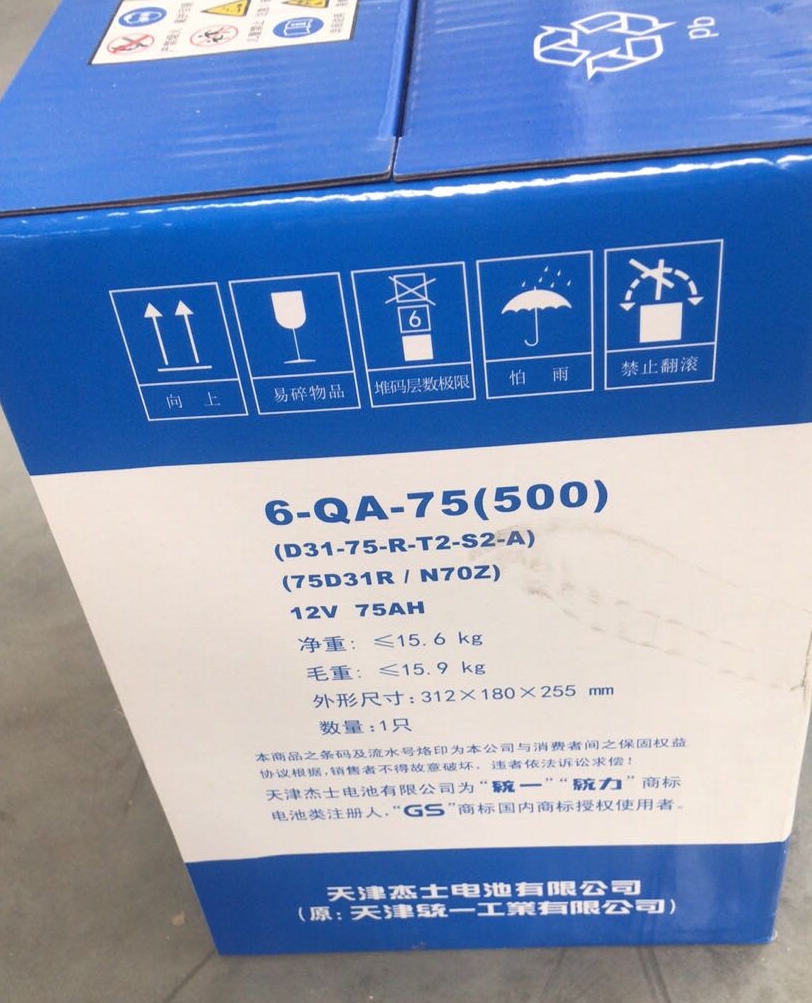 Pb
6
向 上
易碎物品
堆码层数极限
怕 雨
禁止翻滚
6-QA-75(500)
(D31-75-R-T2-S2-A)
(75D31R / N70Z)
12V 75AH
净重: ≤15.6 kg
毛重: ≤15.9 kg
外形尺寸:312×180×255 mm
数量:1只
本商品之条码及流水号烙印为本公司与消费者间之保固权益
协议根据,销售者不得故意破坏，违者依法诉讼求偿!
天津杰士电池有限公司为“統一”“統力”商标
电池类注册人,“GS”商标国内商标授权使用者。
天津杰士电池有限公司
(原:天津統一工業有限公司)